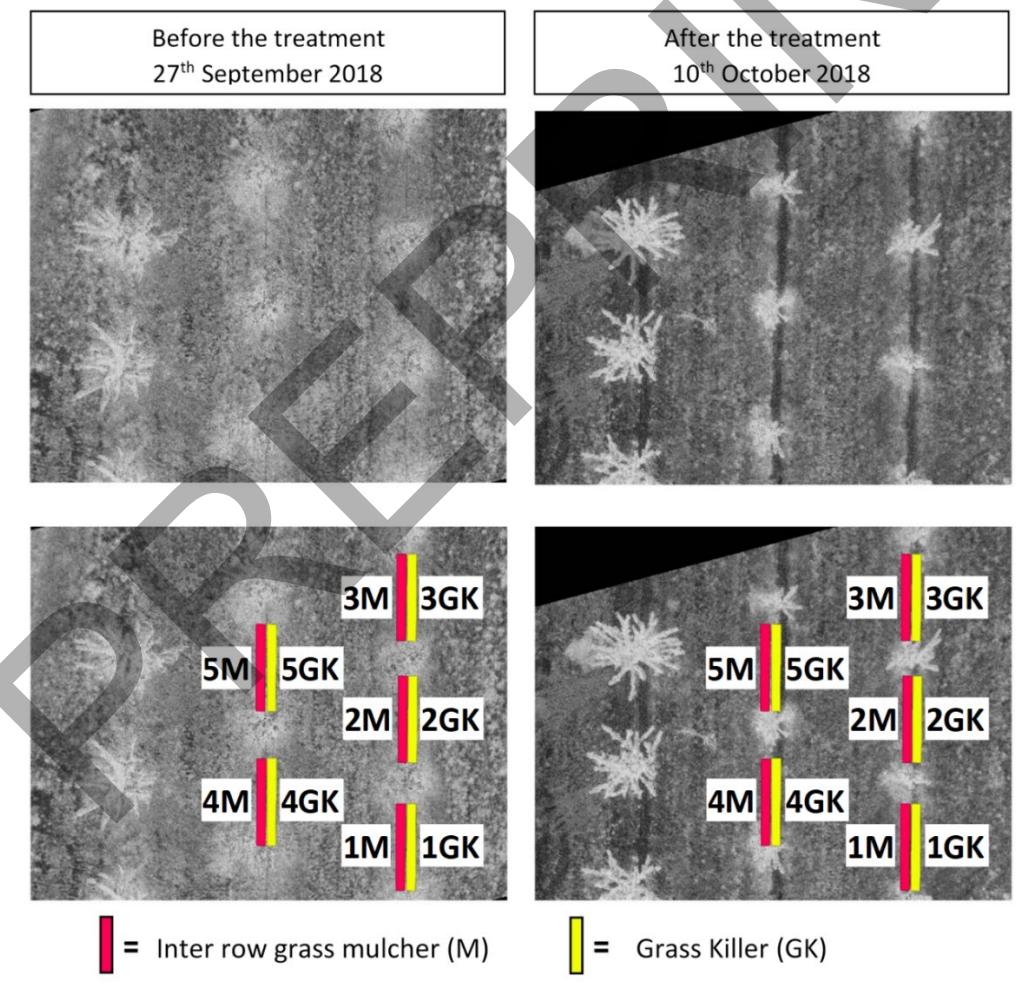 Before the treatment
27th September 2018
After the treatment
10th October 2018
3M 3GK
5M 5GK
2M 2GK
4M 4GK
1M 1GK
3M 3GK
5M 5GK
2M 2GK
4M 4GK
1M 1GK
= Inter row grass mulcher (M)
= Grass Killer (GK)
PREPRIN